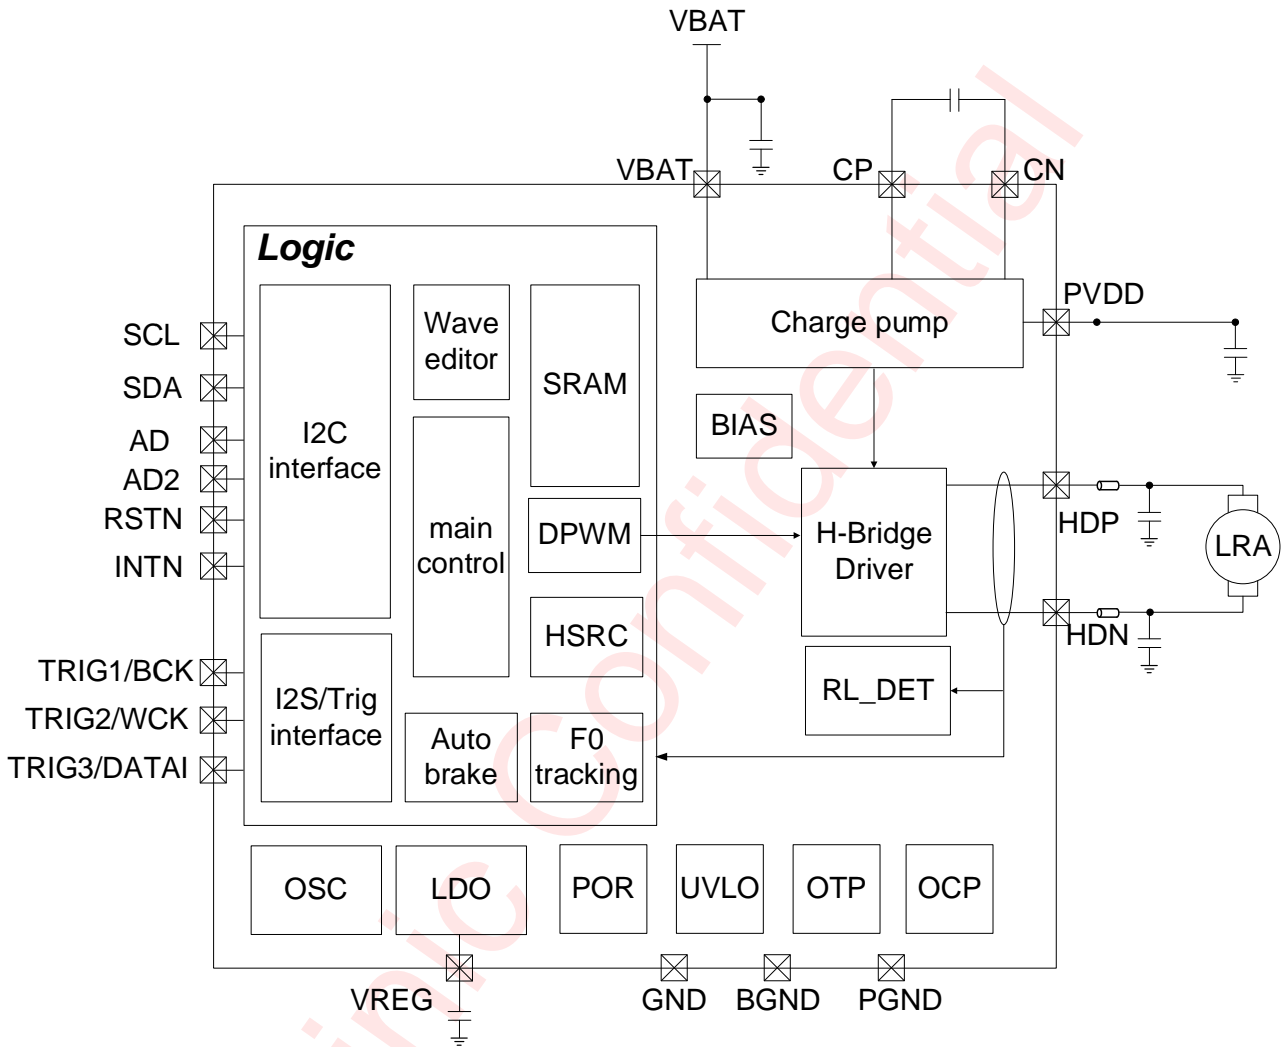 VBAT
VBAT
CP
CN
Logic
SCL
SDA
AD
AD2
RSTN
INTN
TRIG1/BCK
TRIG2/WCK
TRIG3/DATAI
I2C
interface
I2S/Trig
interface
Wave
editor
main
control
Auto
brake
SRAM
DPWM
HSRC
F0
tracking
Charge pump
PVDD
BIAS
H-Bridge
Driver
HDP
HDN
LRA
RL_DET
OSC
LDO
POR
UVLO
OTP
OCP
VREG
GND
BGND
PGND
inic Confidential